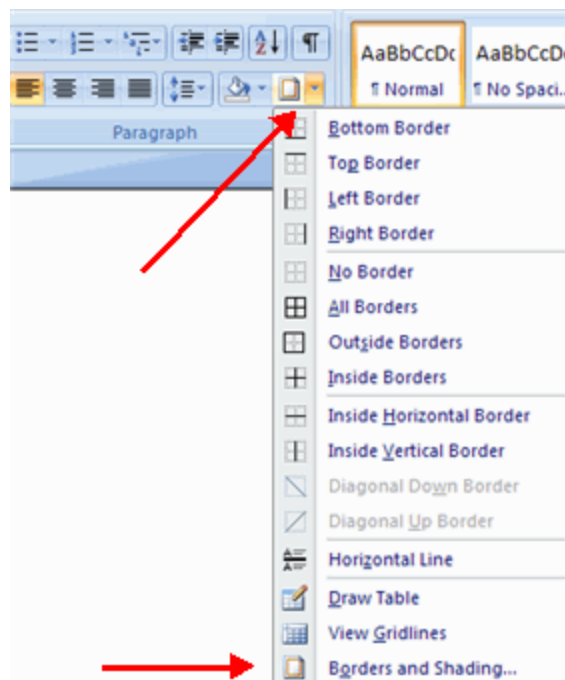 AaBbCcDc AaBbCcD
¶ Normal ¶ No Spaci...
Paragraph
Bottom Border
Top Border
Left Border
Right Border
No Border
All Borders
Outside Borders
Inside Borders
Inside Horizontal Border
Inside Vertical Border
Diagonal Down Border
Diagonal Up Border
Horizontal Line
Draw Table
View Gridlines
Borders and Shading...